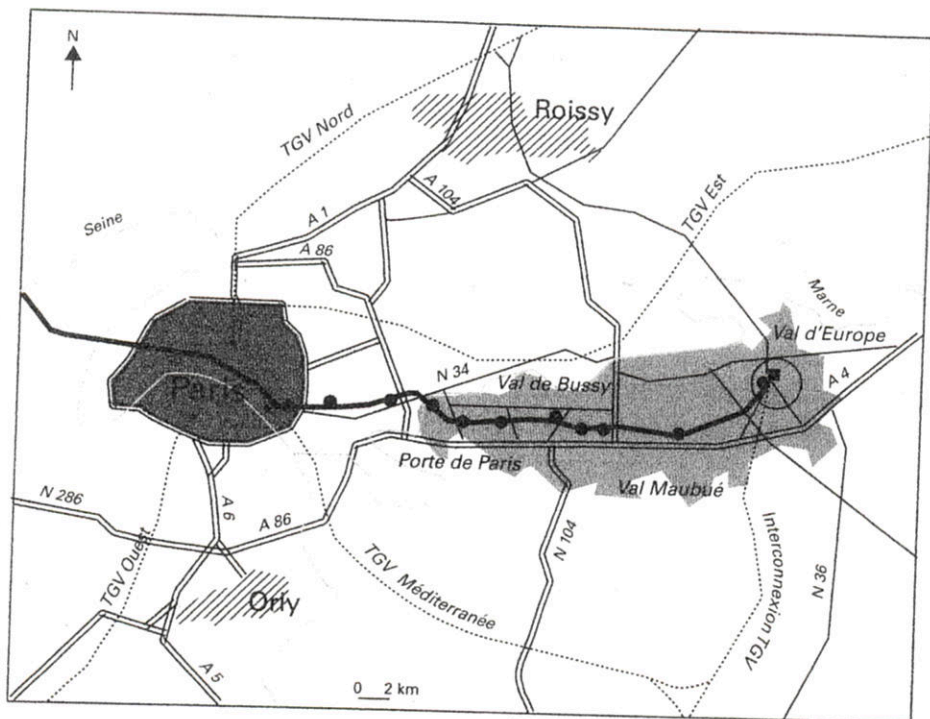 N
TGV Nord
Roissy
A 104
Seine
A 1
A 86
TGV Est
Marne
Val d'Europe
Paris
N 34
Val de Bussy
A 4
Porte de Paris
Val Maubué
N 286
A 6
A 86
N 104
TGV Ouest
Orly
TGV Méditerranée
Interconnexion TGV
N 36
A 5
0 2 km